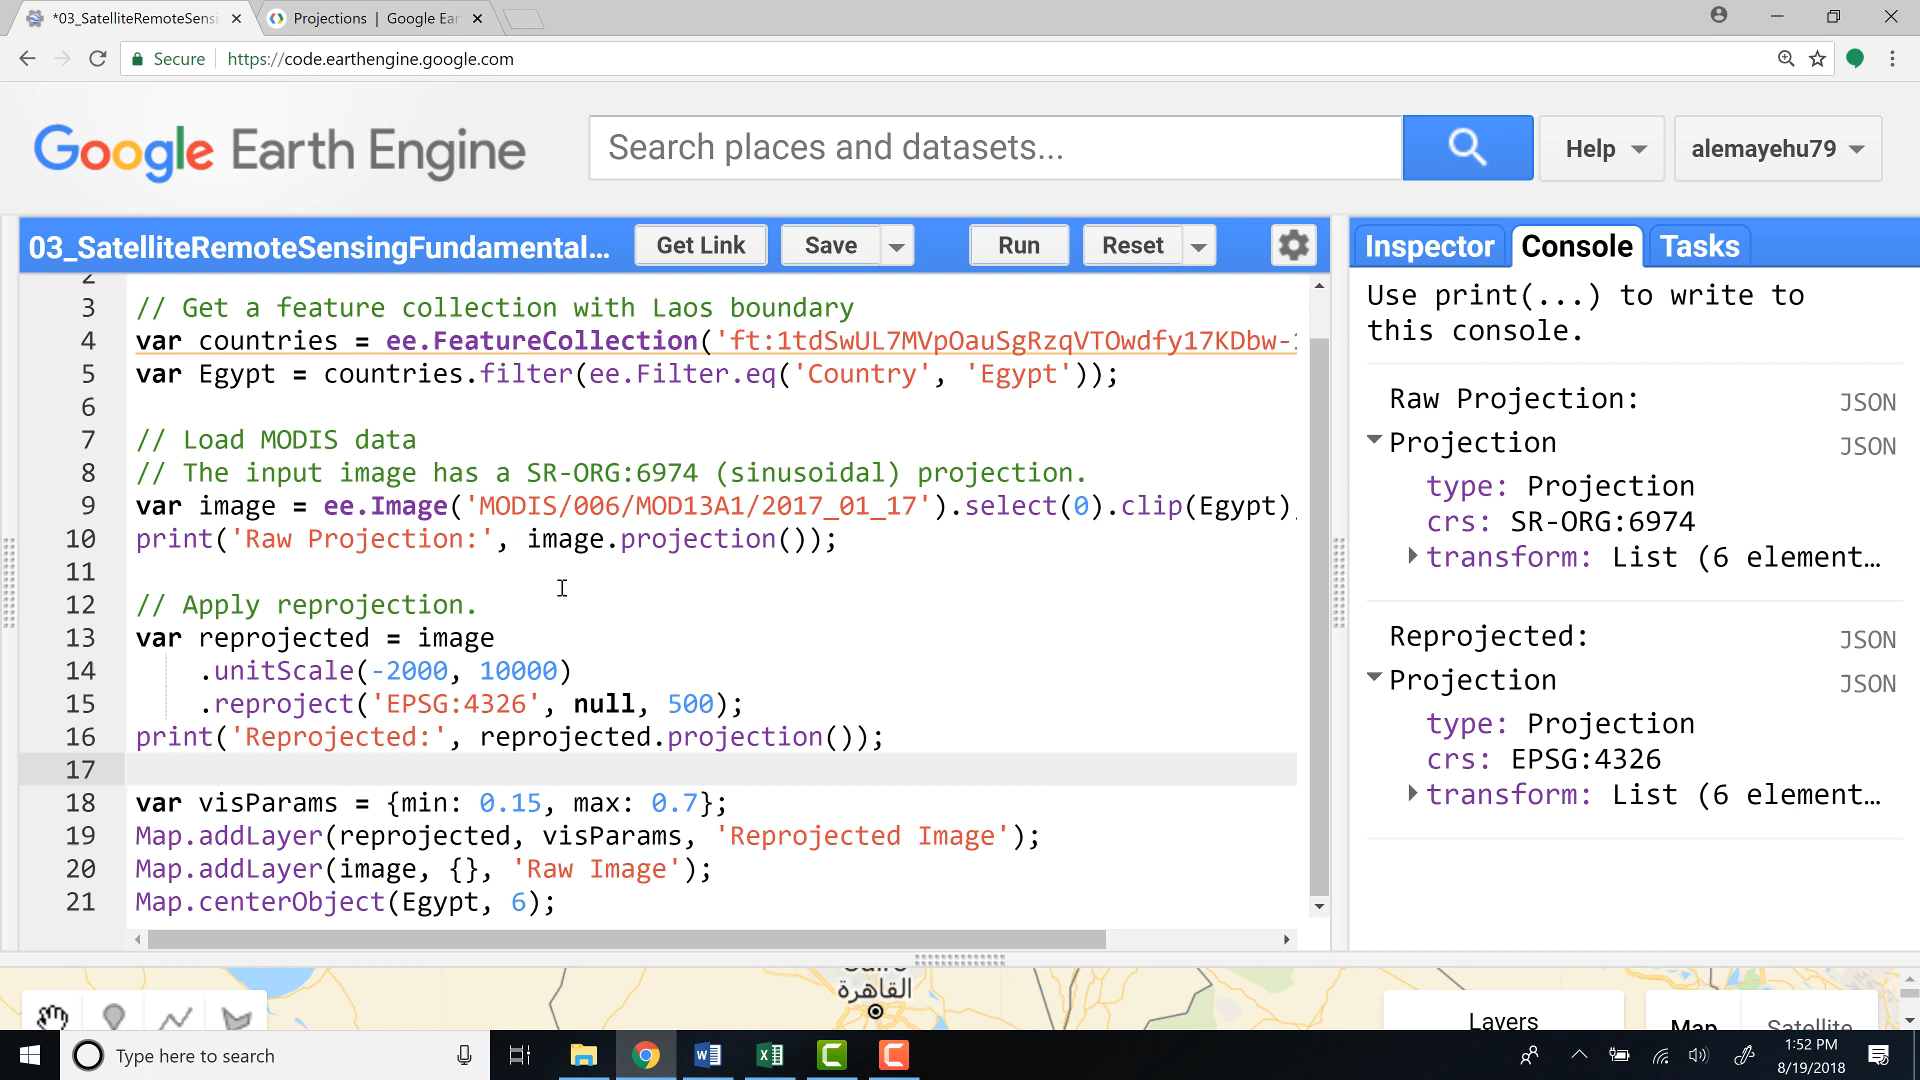 *03_SatelliteRemoteSensi
Projections | Google Ear
Secure
https://code.earthengine.google.com
Google Earth Engine
Search places and datasets...
Help
alemayehu79
03_SatelliteRemoteSensingFundamental...
Get Link
Save
Run
Reset
Inspector
Console
Tasks
2
3 // Get a feature collection with Laos boundary
4 var countries = ee.FeatureCollection('ft:1tdSwUL7MVpOauSgRzqVTOwdfy17KDbw-
5 var Egypt = countries.filter(ee.Filter.eq('Country', 'Egypt'));
6
7 // Load MODIS data
8 // The input image has a SR-ORG:6974 (sinusoidal) projection.
9 var image = ee.Image('MODIS/006/MOD13A1/2017_01_17').select(0).clip(Egypt)
10 print('Raw Projection:', image.projection());
11
12 // Apply reprojection.
13 var reprojected = image
14 .unitScale(-2000, 10000)
15 .reproject('EPSG:4326', null, 500);
16 print('Reprojected:', reprojected.projection());
17
18 var visParams = {min: 0.15, max: 0.7};
19 Map.addLayer(reprojected, visParams, 'Reprojected Image');
20 Map.addLayer(image, {}, 'Raw Image');
21 Map.centerObject(Egypt, 6);
Use print(...) to write to
this console.
Raw Projection: JSON
Projection JSON
type: Projection
crs: SR-ORG:6974
transform: List (6 element...
Reprojected: JSON
Projection JSON
type: Projection
crs: EPSG:4326
transform: List (6 element...
Cairo
القاهرة
Layers
Map
Satellite
Type here to search
1:52 PM
8/19/2018